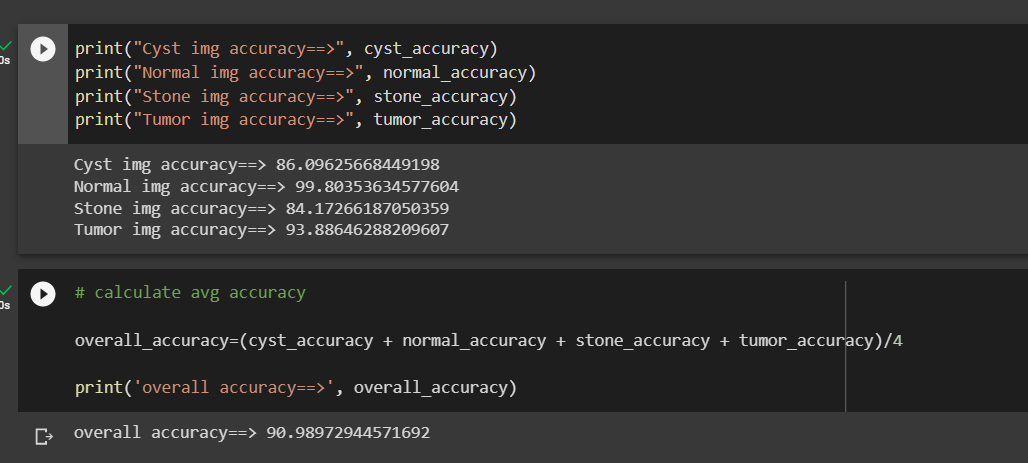 print("Cyst img accuracy==>", cyst_accuracy)
0s
print("Normal img accuracy==>", normal_accuracy)
print("Stone img accuracy==>", stone_accuracy)
print("Tumor img accuracy==>", tumor_accuracy)
Cyst img accuracy==> 86.09625668449198
Normal img accuracy==> 99.80353634577604
Stone img accuracy==> 84.17266187050359
Tumor img accuracy==> 93.88646288209607
# calculate avg accuracy
0s
overall_accuracy=(cyst_accuracy + normal_accuracy + stone_accuracy + tumor_accuracy)/4
print('overall accuracy==>', overall_accuracy)
overall accuracy==> 90.98972944571692